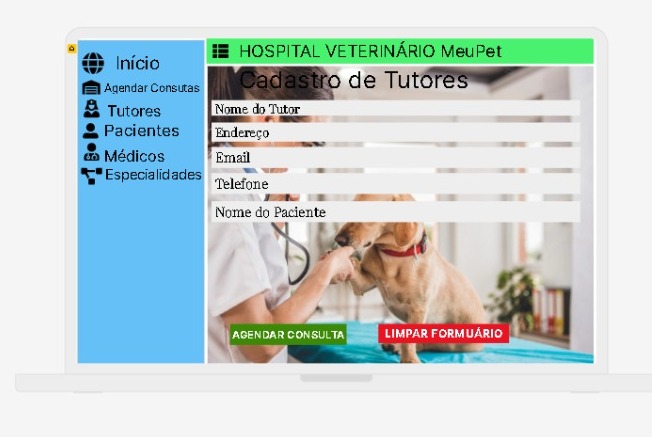 Início
Agendar Consutas
Tutores
Pacientes
Médicos
Especialidades
HOSPITAL VETERINÁRIO MeuPet
Cadastro de Tutores
Nome do Tutor
Endereço
Email
Telefone
Nome do Paciente
AGENDAR CONSULTA
LIMPAR FORMUÁRIO